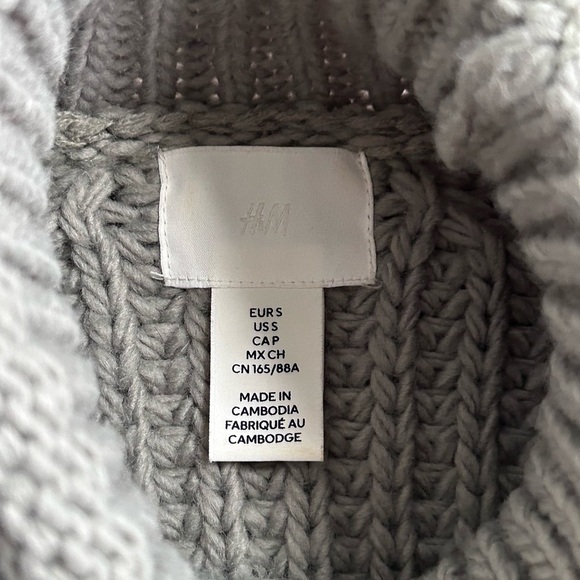 H&M
EUR S
US S
CA P
MX CH
CN 165/88A
MADE IN
CAMBODIA
FABRIQUÉ AU
CAMBODGE